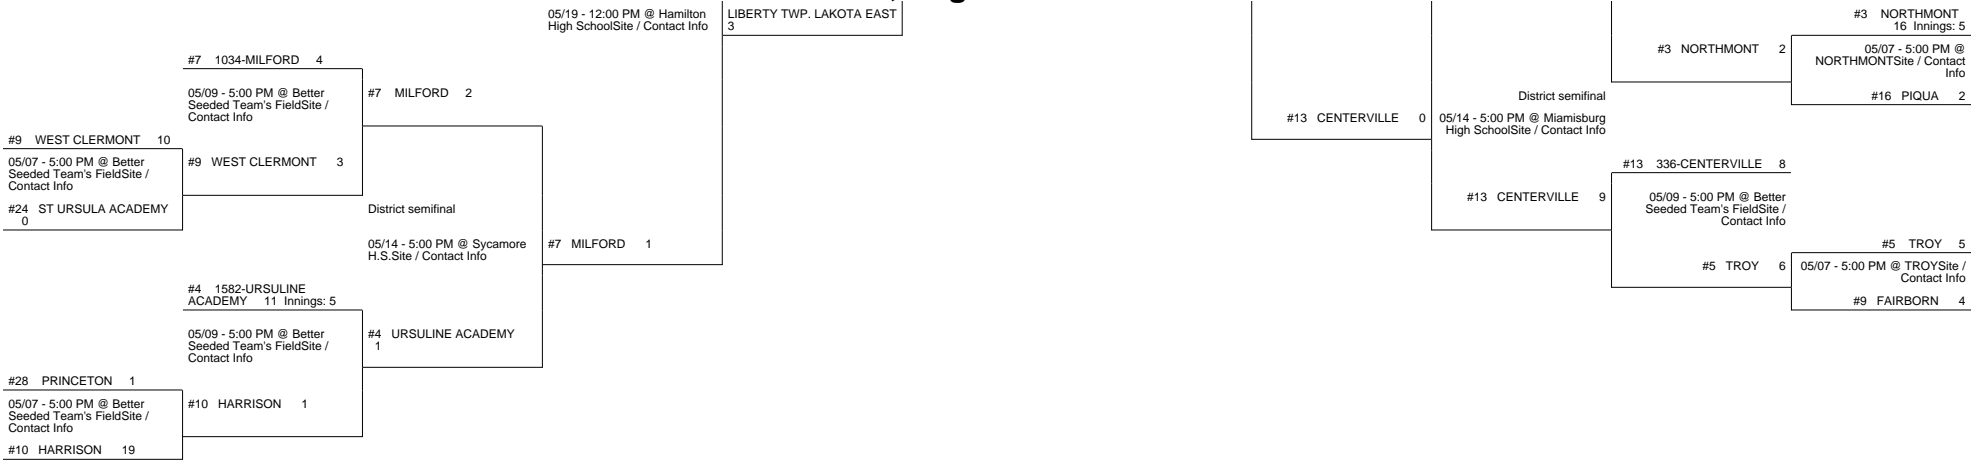 05/19 - 12:00 PM @ Hamilton
High SchoolSite / Contact Info
LIBERTY TWP. LAKOTA EAST
3
#7 1034-MILFORD 4
05/09 - 5:00 PM @ Better
Seeded Team's FieldSite /
Contact Info
#7 MILFORD 2
#9 WEST CLERMONT 10
05/07 - 5:00 PM @ Better
Seeded Team's FieldSite /
Contact Info
#9 WEST CLERMONT 3
#24 ST URSULA ACADEMY
0
District semifinal
05/14 - 5:00 PM @ Sycamore
H.S.Site / Contact Info
#7 MILFORD 1
#4 1582-URSULINE
ACADEMY 11 Innings: 5
05/09 - 5:00 PM @ Better
Seeded Team's FieldSite /
Contact Info
#4 URSULINE ACADEMY
1
#28 PRINCETON 1
05/07 - 5:00 PM @ Better
Seeded Team's FieldSite /
Contact Info
#10 HARRISON 1
#10 HARRISON 19
#3 NORTHMONT
16 Innings: 5
#3 NORTHMONT 2
05/07 - 5:00 PM @
NORTHMONTSite / Contact
Info
#16 PIQUA 2
District semifinal
#13 CENTERVILLE 0
05/14 - 5:00 PM @ Miamisburg
High SchoolSite / Contact Info
#13 336-CENTERVILLE 8
#13 CENTERVILLE 9
05/09 - 5:00 PM @ Better
Seeded Team's FieldSite /
Contact Info
#5 TROY 5
#5 TROY 6
05/07 - 5:00 PM @ TROYSite /
Contact Info
#9 FAIRBORN 4